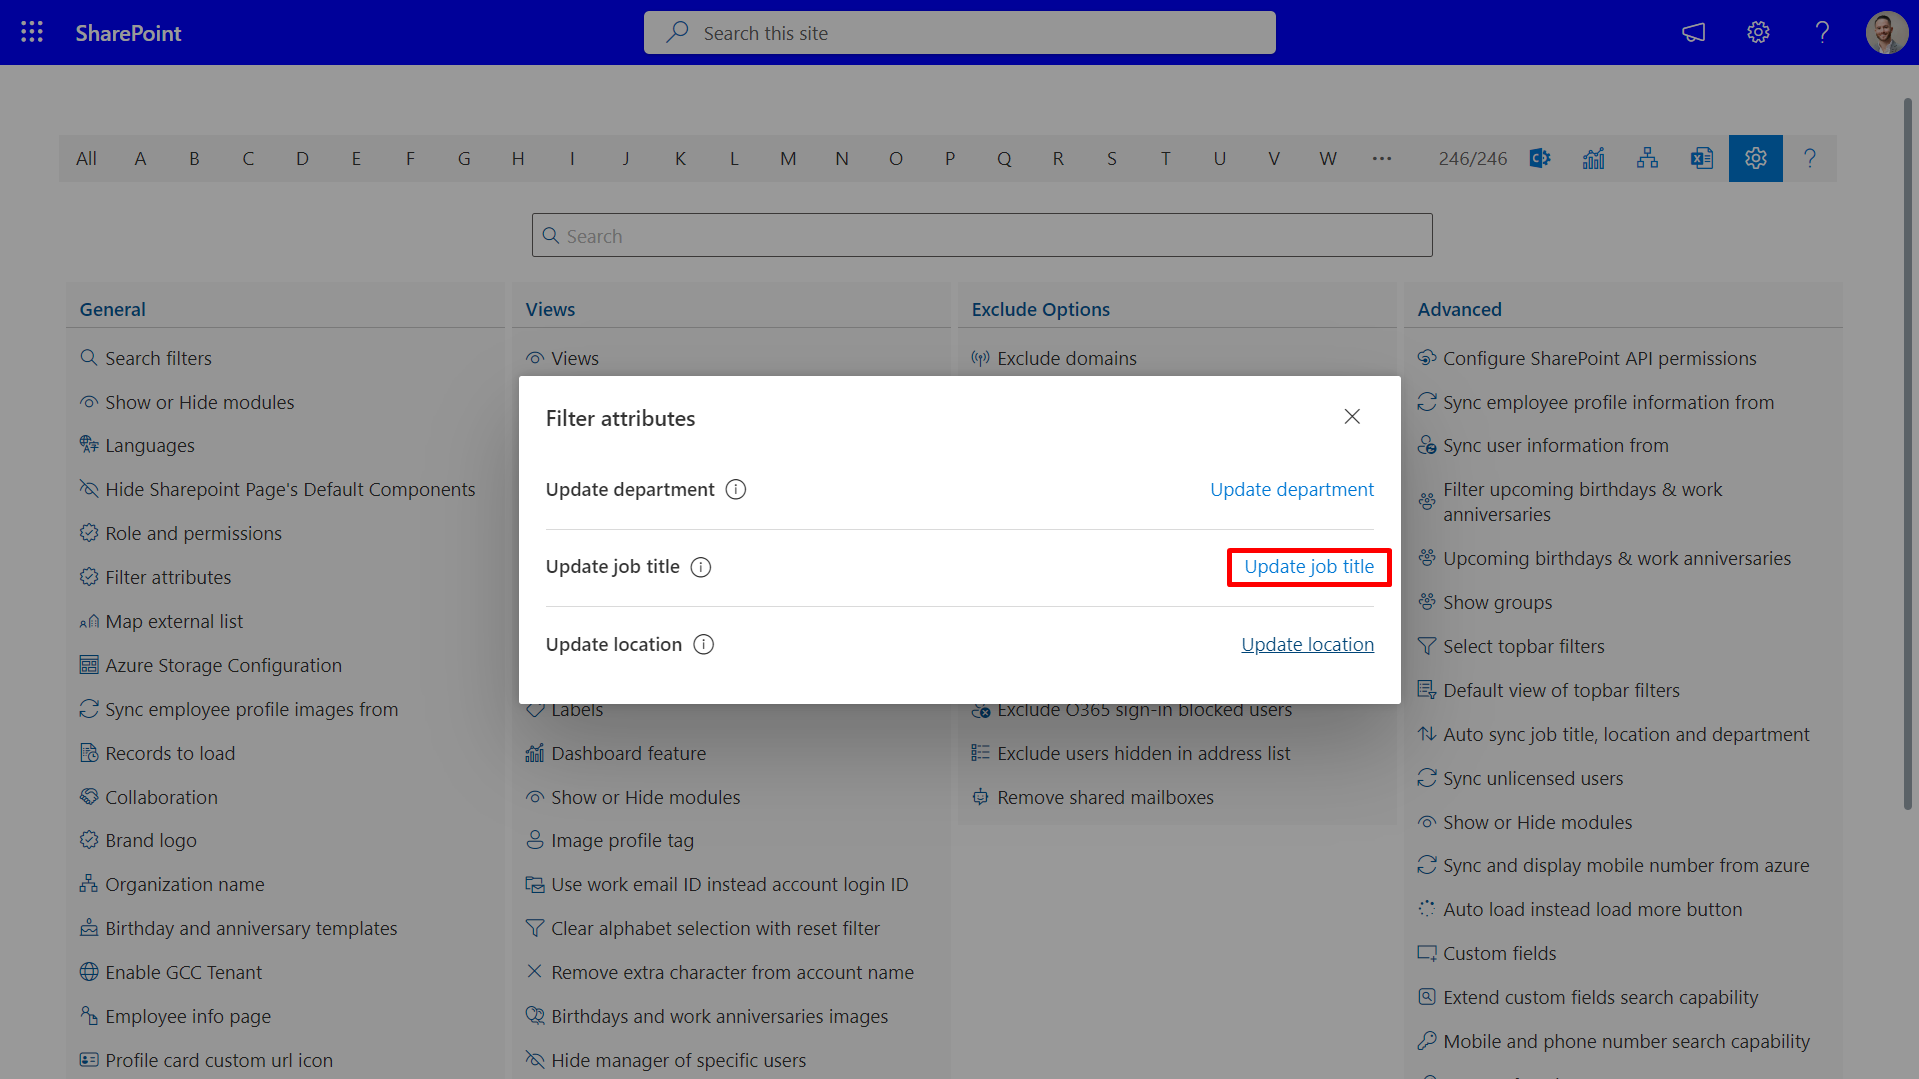 SharePoint
Search this site
All A B C D E F G H I J K L M N O P Q R S T U V W ··· 246/246
Search
General
Search filters
Show or Hide modules
Languages
Hide Sharepoint Page's Default Components
Role and permissions
Filter attributes
Map external list
Azure Storage Configuration
Sync employee profile images from
Records to load
Collaboration
Brand logo
Organization name
Birthday and anniversary templates
Enable GCC Tenant
Employee info page
Profile card custom url icon
Views
Views
Labels
Dashboard feature
Show or Hide modules
Image profile tag
Use work email ID instead account login ID
Clear alphabet selection with reset filter
Remove extra character from account name
Birthdays and work anniversaries images
Hide manager of specific users
Exclude Options
Exclude domains
Exclude O365 sign-in blocked users
Exclude users hidden in address list
Remove shared mailboxes
Advanced
Configure SharePoint API permissions
Sync employee profile information from
Sync user information from
Filter upcoming birthdays & work
anniversaries
Upcoming birthdays & work anniversaries
Show groups
Select topbar filters
Default view of topbar filters
Auto sync job title, location and department
Sync unlicensed users
Show or Hide modules
Sync and display mobile number from azure
Auto load instead load more button
Custom fields
Extend custom fields search capability
Mobile and phone number search capability
Filter attributes
Update department Update department
Update job title Update job title
Update location Update location